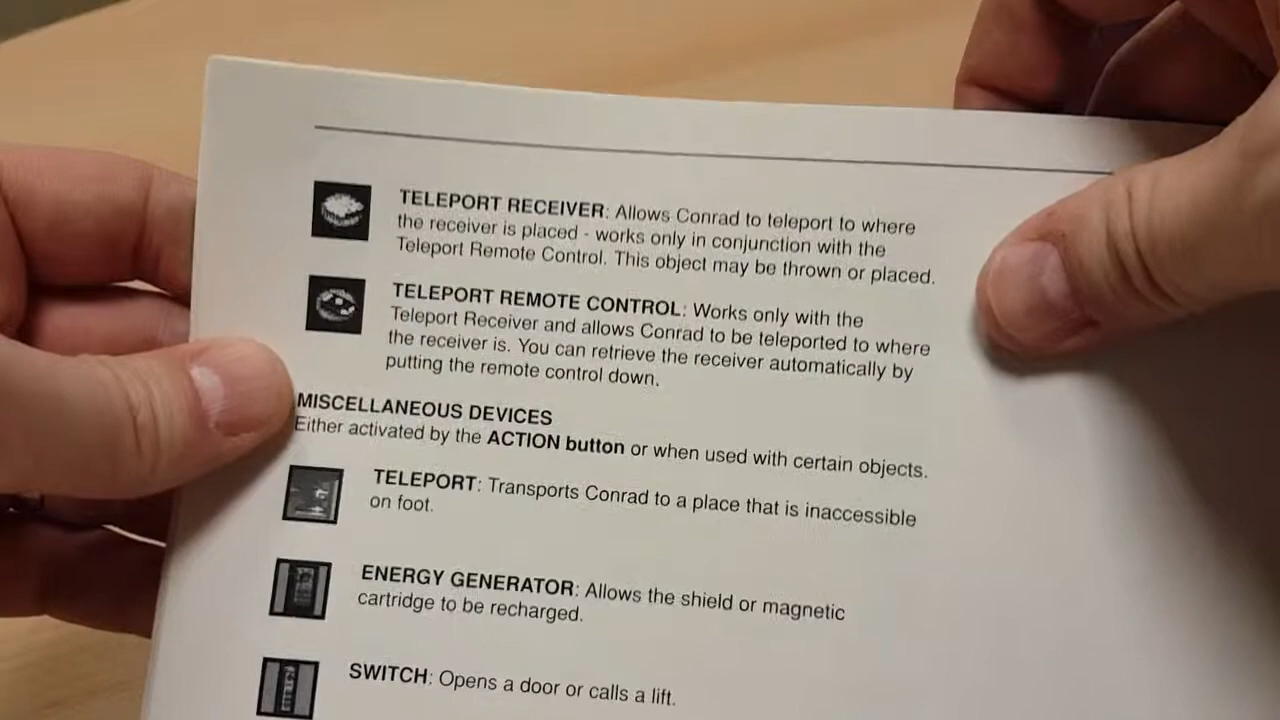 TELEPORT RECEIVER: Allows Conrad to teleport to where
the receiver is placed - works only in conjunction with the
Teleport Remote Control. This object may be thrown or placed.
TELEPORT REMOTE CONTROL: Works only with the
Teleport Receiver and allows Conrad to be teleported to where
the receiver is. You can retrieve the receiver automatically by
putting the remote control down.
MISCELLANEOUS DEVICES
Either activated by the ACTION button or when used with certain objects.
TELEPORT: Transports Conrad to a place that is inaccessible
on foot.
ENERGY GENERATOR: Allows the shield or magnetic
cartridge to be recharged.
SWITCH: Opens a door or calls a lift.